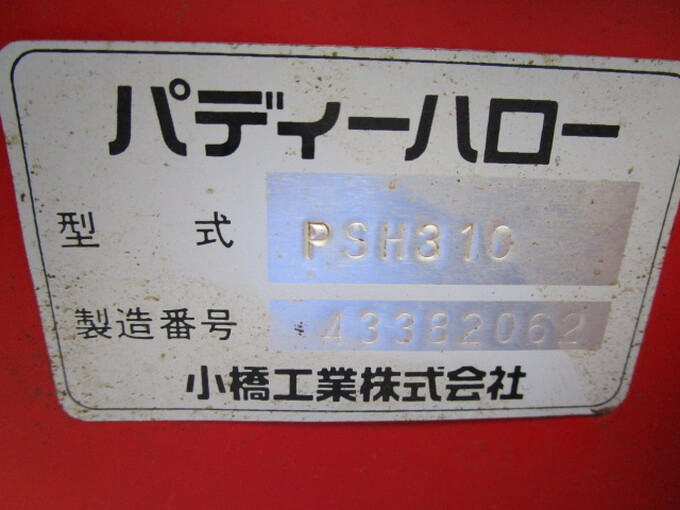 パディーハロー
型式 PSH310
製造番号 43382062
小橋工業株式会社